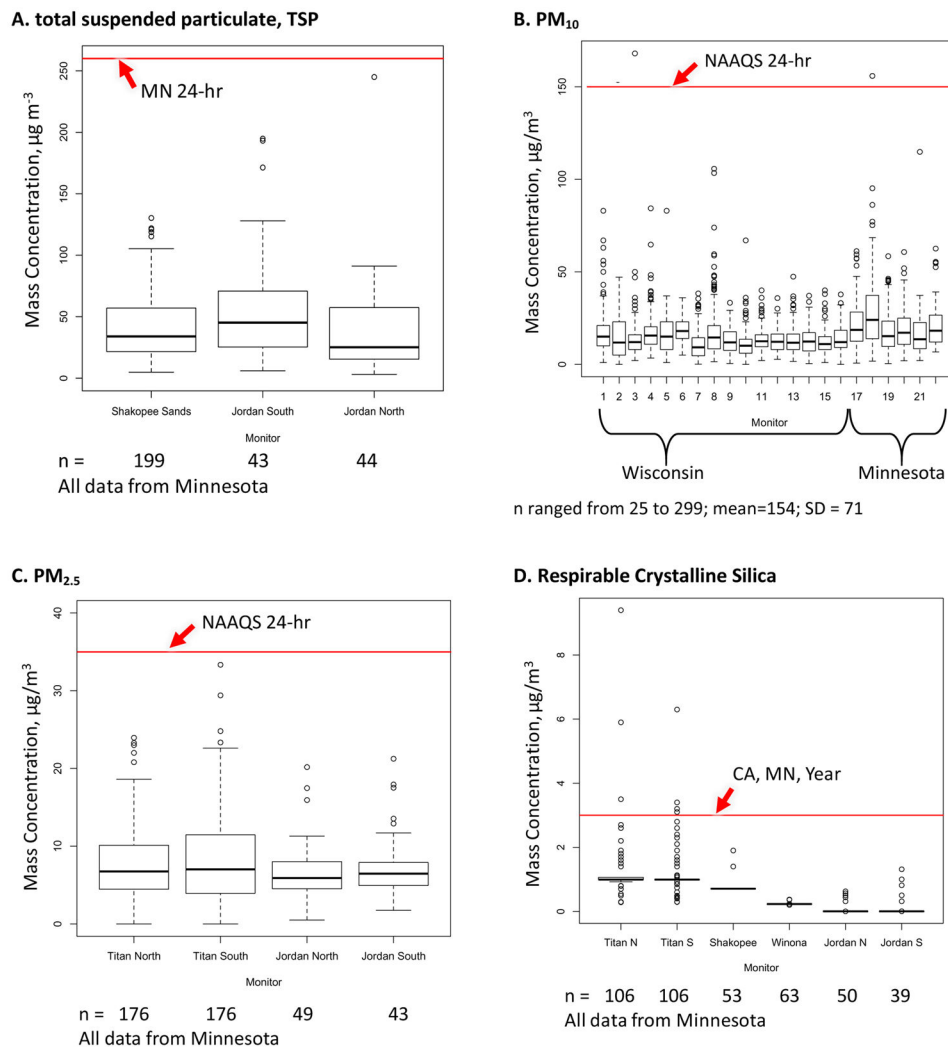 A. total suspended particulate, TSP
MN 24-hr
Mass Concentration, µg m-3
250
200
150
100
50
0
Shakopee Sands Jordan South Jordan North
Monitor
n = 199 43 44
All data from Minnesota
B. PM10
NAAQS 24-hr
Mass Concentration, µg/m3
150
100
50
0
1 2 3 4 5 6 7 8 9 11 13 15 17 19 21
Monitor
Wisconsin Minnesota
n ranged from 25 to 299; mean=154; SD = 71
C. PM2.5
NAAQS 24-hr
Mass Concentration, µg/m3
40
30
20
10
0
Titan North Titan South Jordan North Jordan South
Monitor
n = 176 176 49 43
All data from Minnesota
D. Respirable Crystalline Silica
CA, MN, Year
Mass Concentration, µg/m3
8
6
4
2
0
Titan N Titan S Shakopee Winona Jordan N Jordan S
Monitor
n = 106 106 53 63 50 39
All data from Minnesota